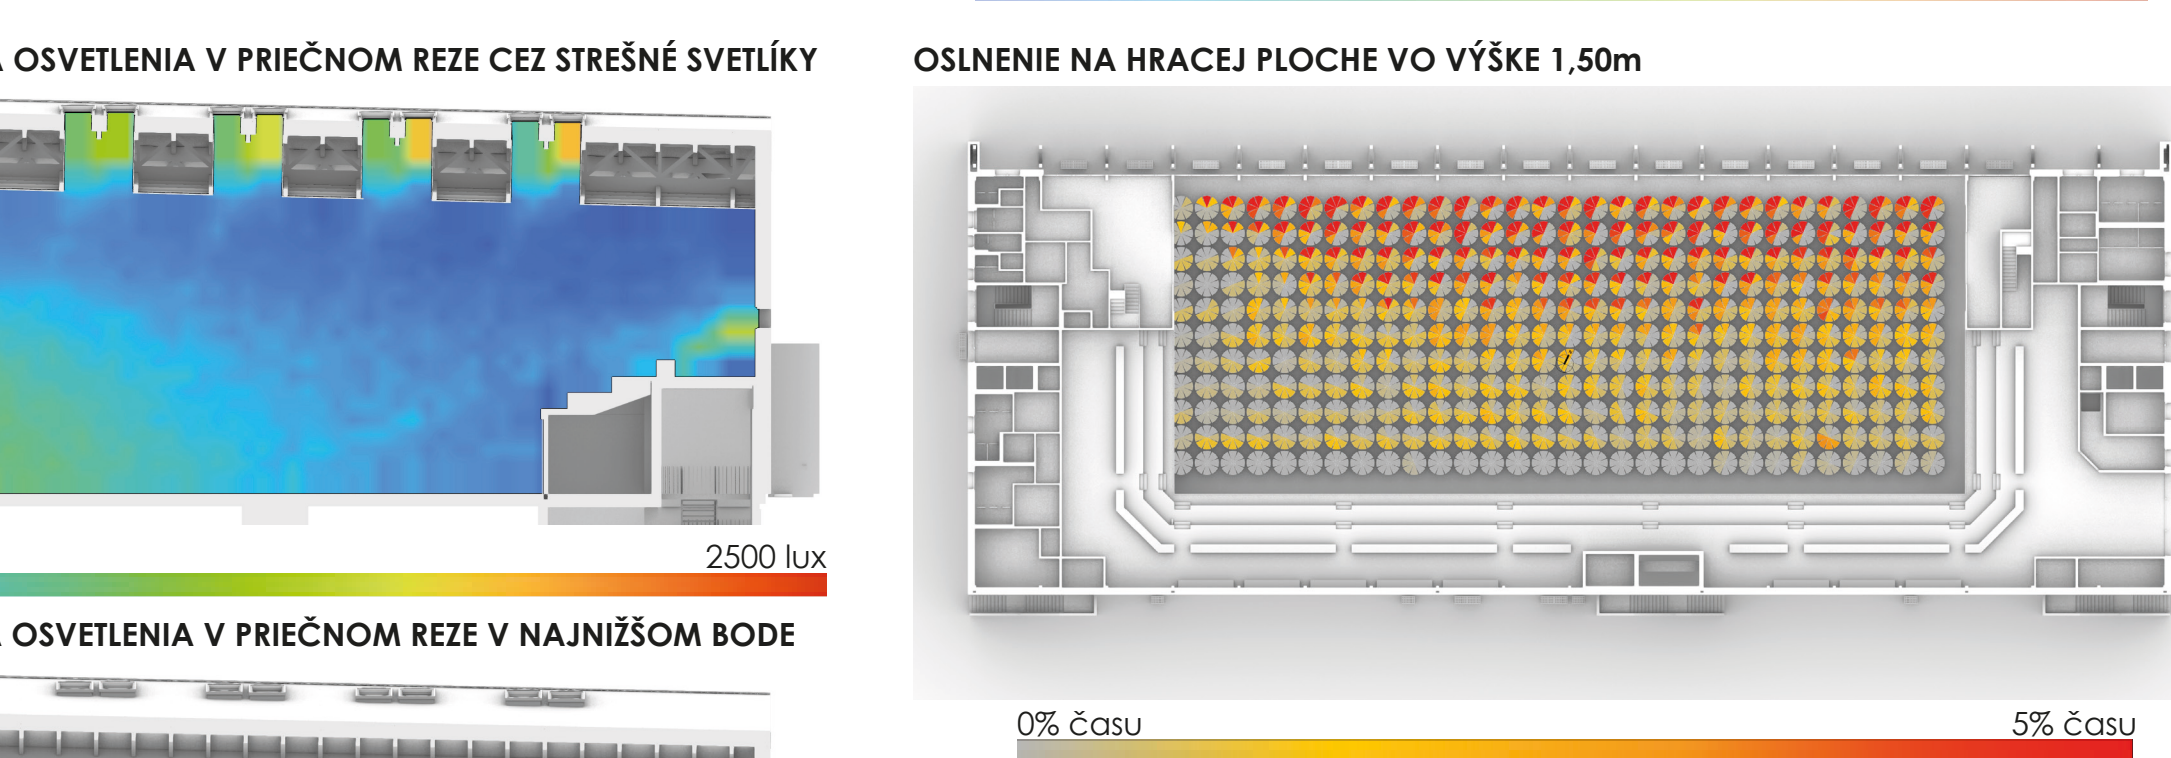 OSVETLENIA V PRIEČNOM REZE CEZ STREŠNÉ SVETLÍKY
2500 lux
OSVETLENIA V PRIEČNOM REZE V NAJNIŽŠOM BODE
OSLNENIE NA HRACEJ PLOCHE VO VÝŠKE 1,50m
0% času
5% času